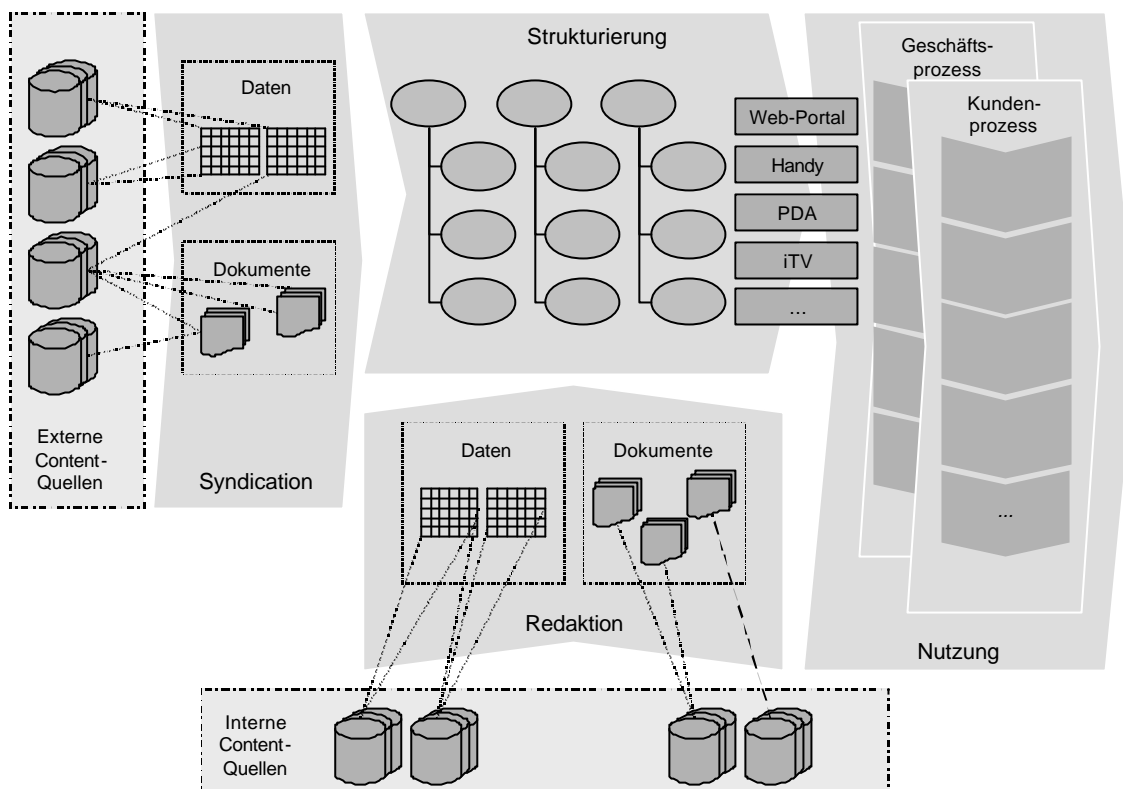 Externe
Content-
Quellen
Syndication
Daten
Dokumente
Strukturierung
Web-Portal
Handy
PDA
iTV
...
Geschäfts-
prozess
Kunden-
prozess
...
Nutzung
Daten
Dokumente
Redaktion
Interne
Content-
Quellen